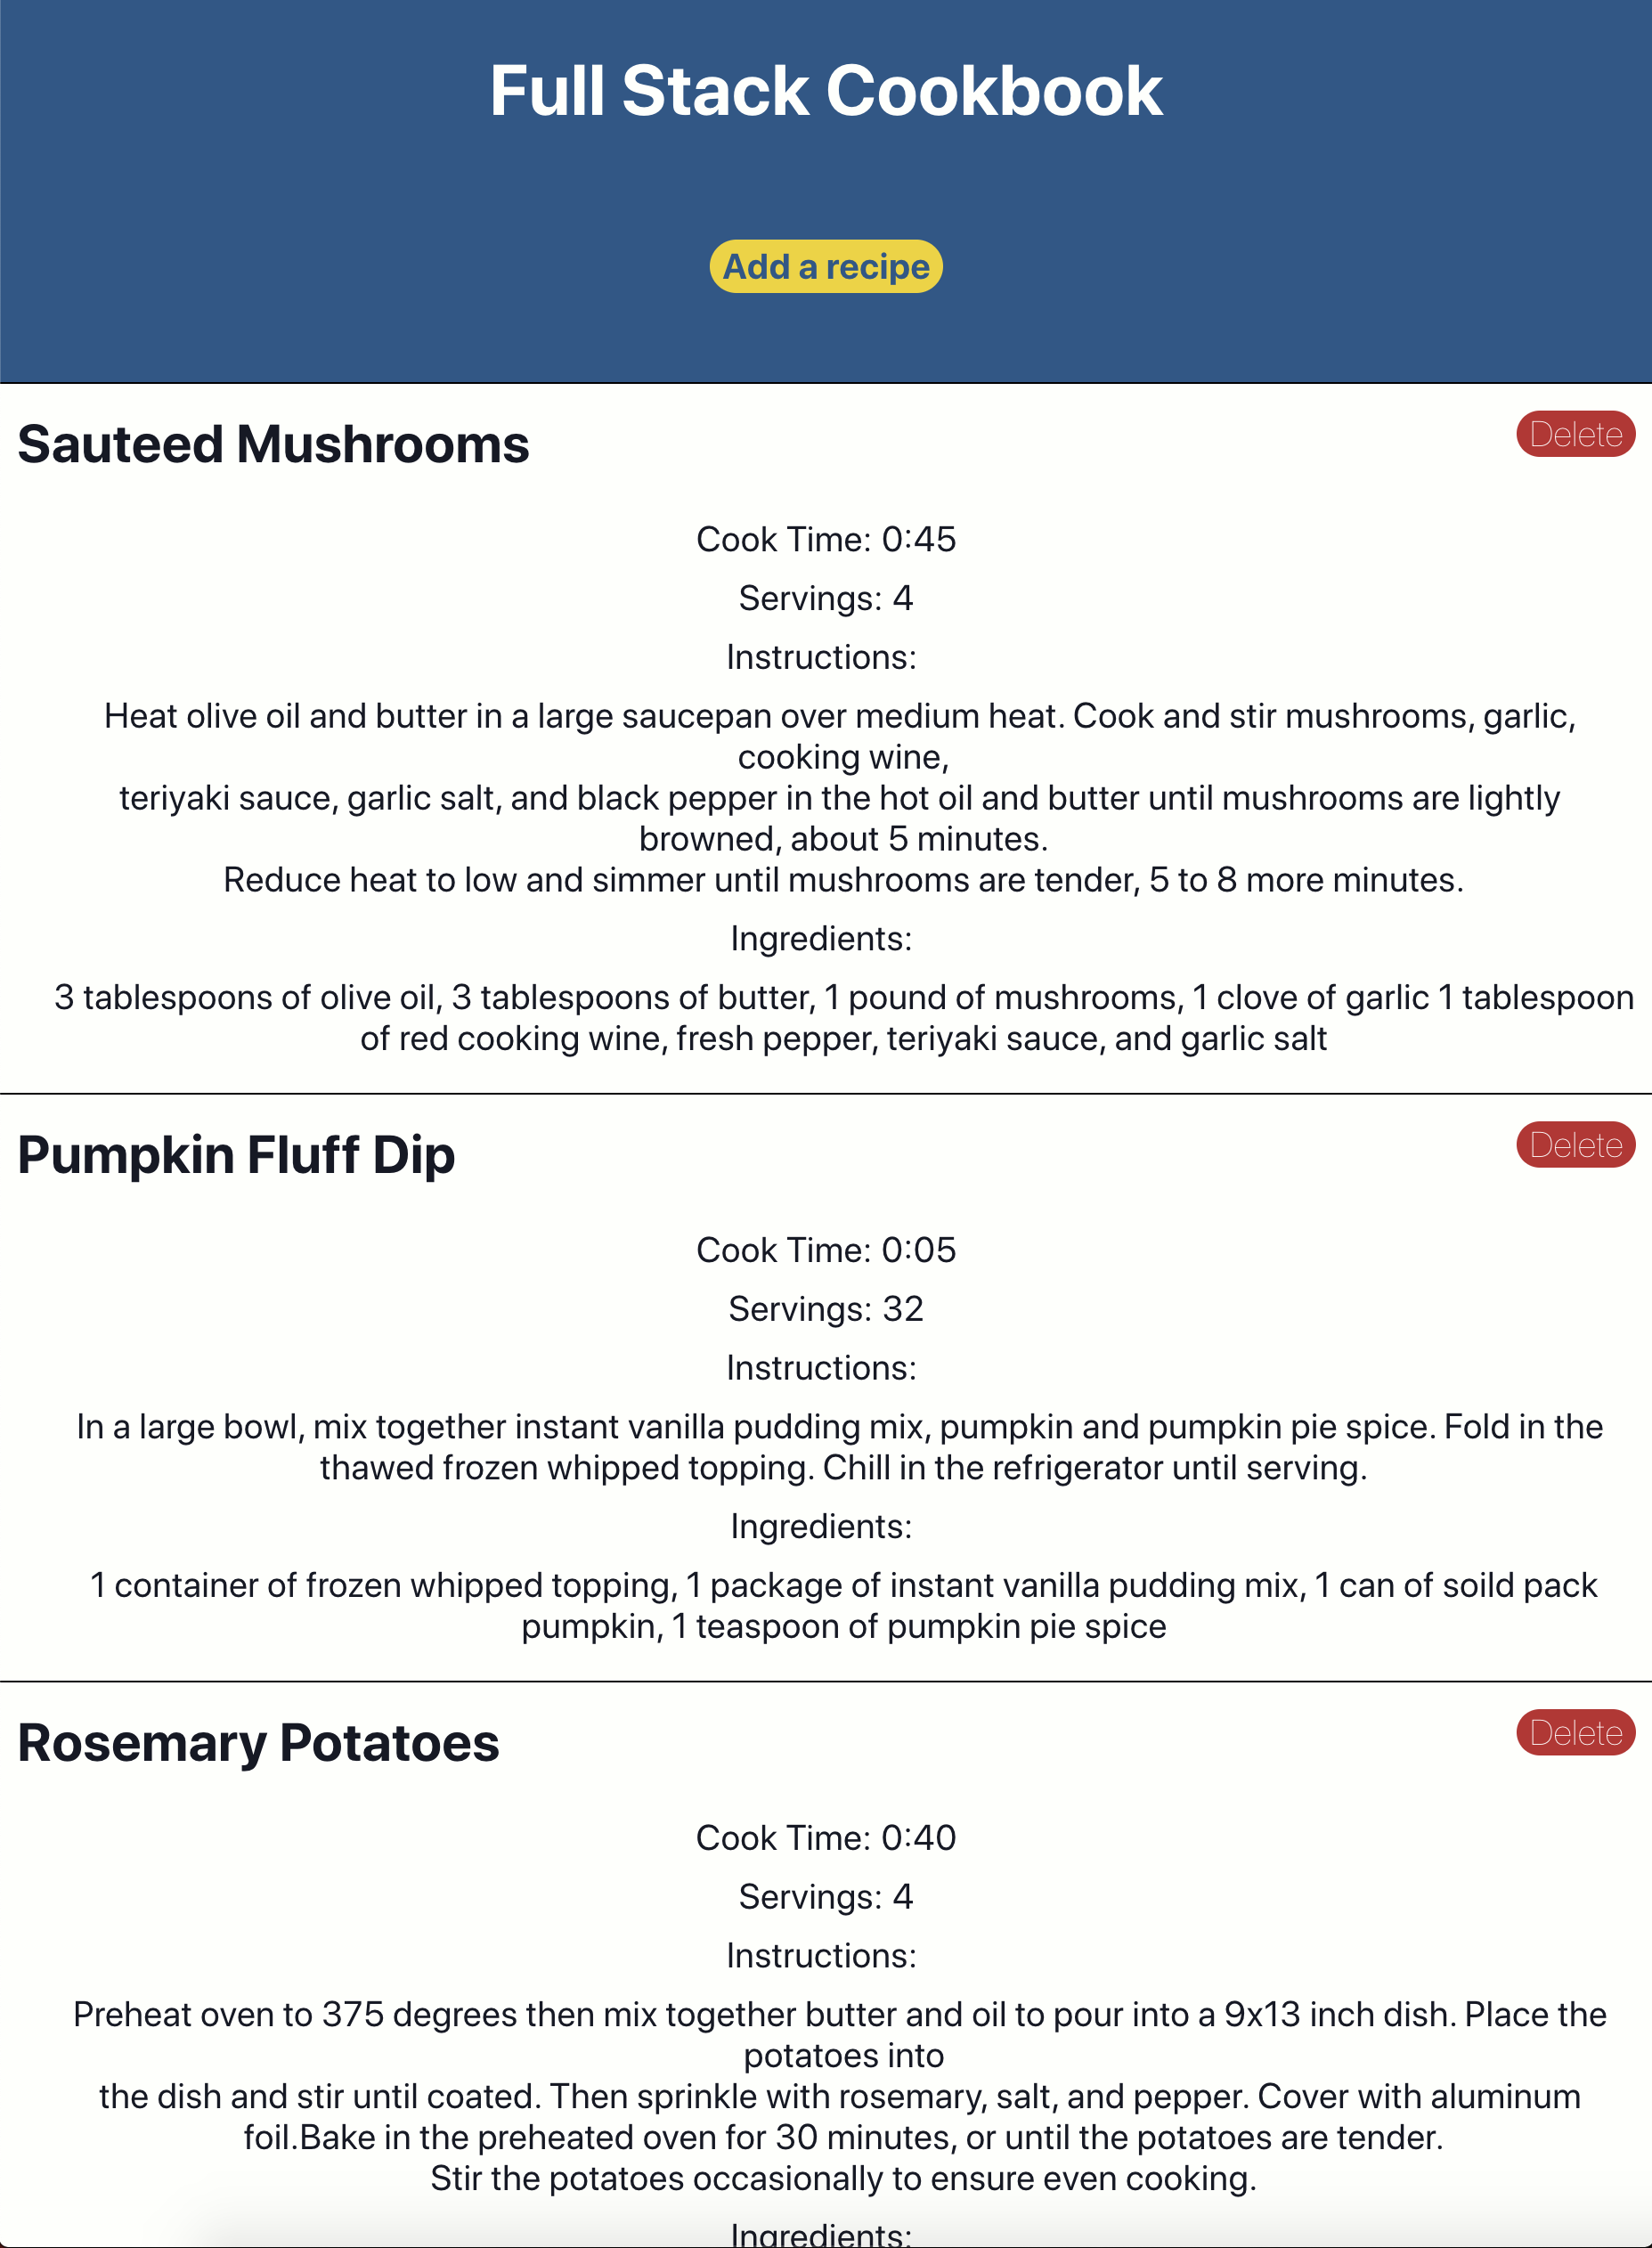 Full Stack Cookbook
Add a recipe
Sauteed Mushrooms
Delete
Cook Time: 0:45
Servings: 4
Instructions:
Heat olive oil and butter in a large saucepan over medium heat. Cook and stir mushrooms, garlic,
cooking wine,
teriyaki sauce, garlic salt, and black pepper in the hot oil and butter until mushrooms are lightly
browned, about 5 minutes.
Reduce heat to low and simmer until mushrooms are tender, 5 to 8 more minutes.
Ingredients:
3 tablespoons of olive oil, 3 tablespoons of butter, 1 pound of mushrooms, 1 clove of garlic 1 tablespoon
of red cooking wine, fresh pepper, teriyaki sauce, and garlic salt
Pumpkin Fluff Dip
Delete
Cook Time: 0:05
Servings: 32
Instructions:
In a large bowl, mix together instant vanilla pudding mix, pumpkin and pumpkin pie spice. Fold in the
thawed frozen whipped topping. Chill in the refrigerator until serving.
Ingredients:
1 container of frozen whipped topping, 1 package of instant vanilla pudding mix, 1 can of soild pack
pumpkin, 1 teaspoon of pumpkin pie spice
Rosemary Potatoes
Delete
Cook Time: 0:40
Servings: 4
Instructions:
Preheat oven to 375 degrees then mix together butter and oil to pour into a 9x13 inch dish. Place the
potatoes into
the dish and stir until coated. Then sprinkle with rosemary, salt, and pepper. Cover with aluminum
foil.Bake in the preheated oven for 30 minutes, or until the potatoes are tender.
Stir the potatoes occasionally to ensure even cooking.
Ingredients: